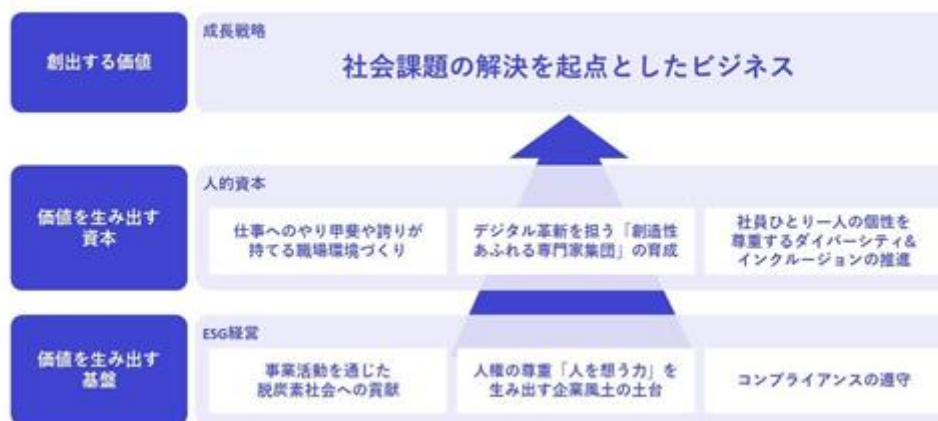 創出する価値
成長戦略
社会課題の解決を起点としたビジネス
価値を生み出す
資本
人的資本
仕事へのやり甲斐や誇りが
持てる職場環境づくり
デジタル革新を担う「創造性
あふれる専門家集団」の育成
社員ひとり一人の個性を
尊重するダイバーシティ&
インクルージョンの推進
価値を生み出す
基盤
ESG経営
事業活動を通じた
脱炭素社会への貢献
人権の尊重「人を想う力」を
生み出す企業風土の土台
コンプライアンスの遵守